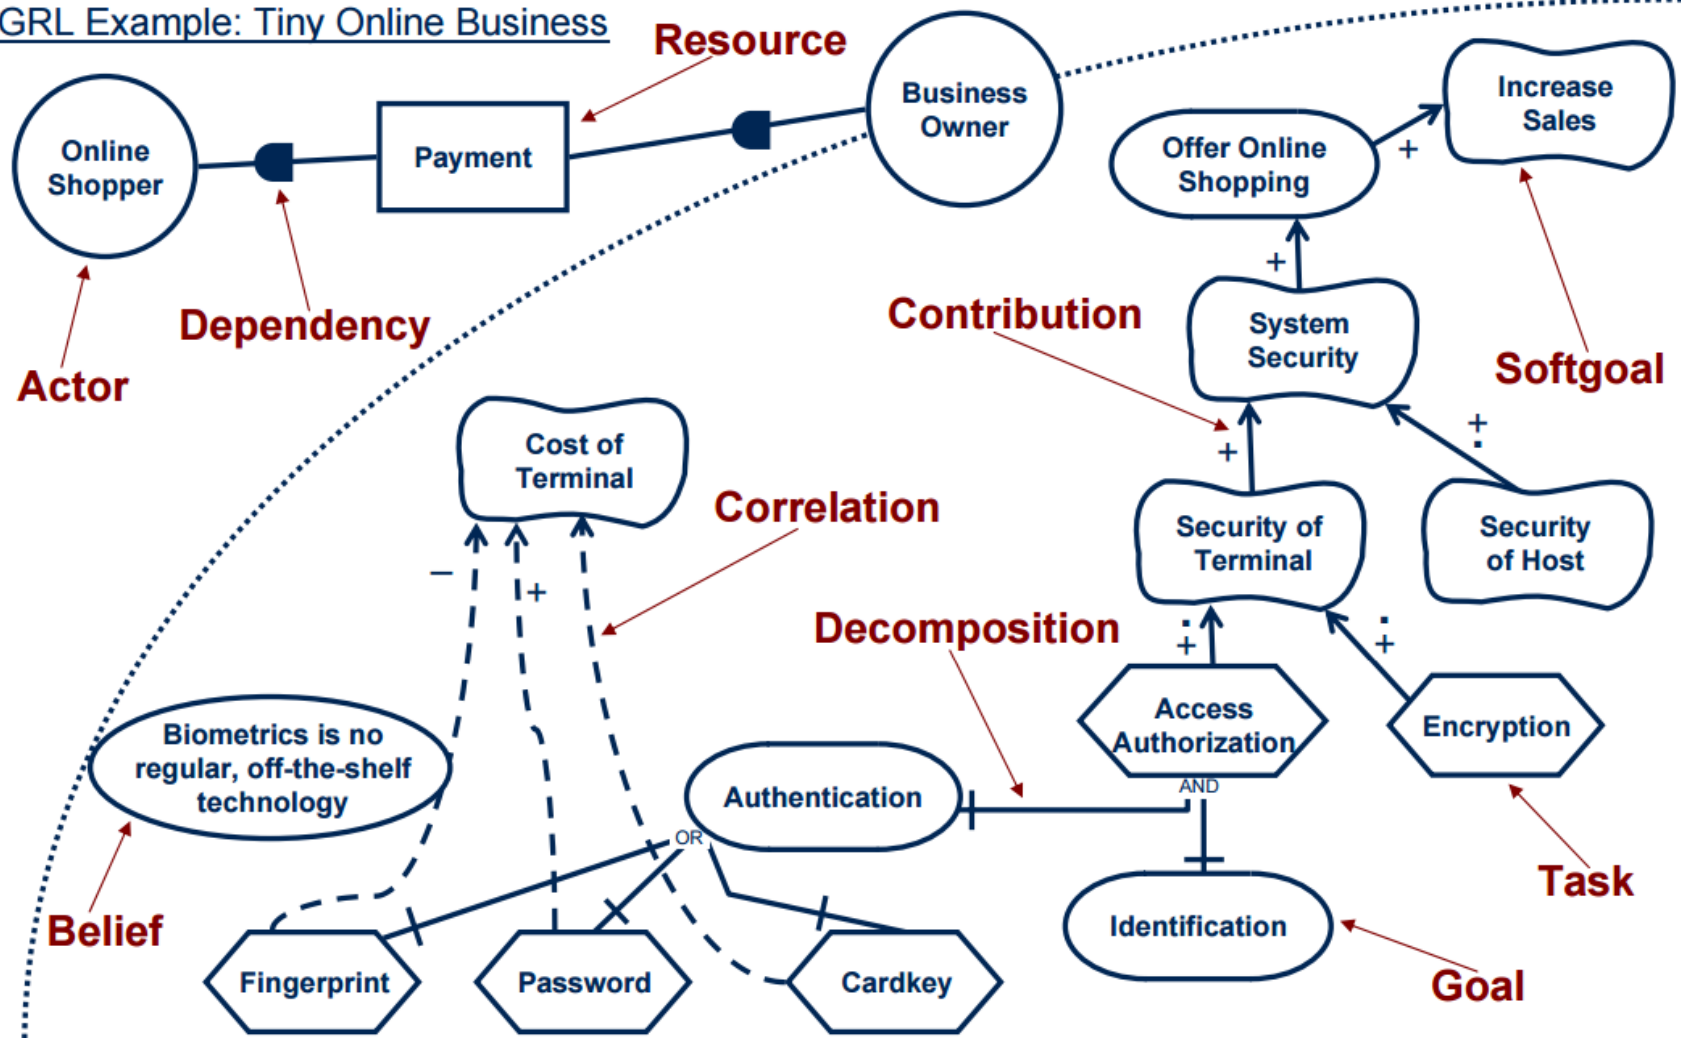 GRL Example: Tiny Online Business
Resource
Online
Shopper
Payment
Business
Owner
Increase
Sales
Offer Online
Shopping
+
+
Dependency
Actor
Contribution
System
Security
Softgoal
+
+
Cost of
Terminal
Correlation
Security of
Terminal
Security
of Host
–
+
Decomposition
+
+
Access
Authorization
Encryption
Biometrics is no
regular, off-the-shelf
technology
Authentication
AND
OR
Task
Belief
Identification
Fingerprint
Password
Cardkey
Goal